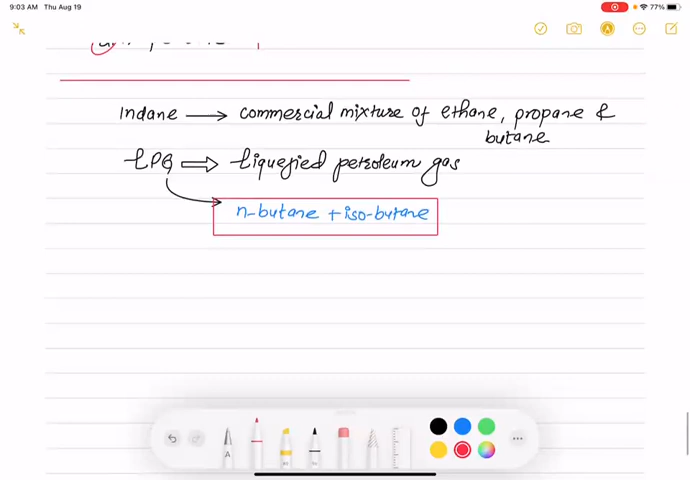 9:03 AM Thu Aug 19 77%
Indane → commercial mixture of ethane, propane &
butane
LPG ⇒ liquefied petroleum gas
n-butane + iso-butane
A